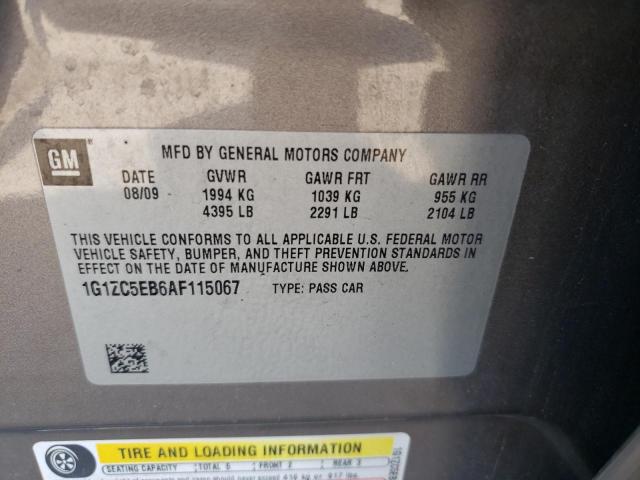 GM
MFD BY GENERAL MOTORS COMPANY
DATE GVWR GAWR FRT GAWR RR
08/09 1994 KG 1039 KG 955 KG
4395 LB 2291 LB 2104 LB
THIS VEHICLE CONFORMS TO ALL APPLICABLE U.S. FEDERAL MOTOR
VEHICLE SAFETY, BUMPER, AND THEFT PREVENTION STANDARDS IN
EFFECT ON THE DATE OF MANUFACTURE SHOWN ABOVE.
1G1ZC5EB6AF115067 TYPE: PASS CAR
TIRE AND LOADING INFORMATION
SEATING CAPACITY TOTAL 5 FRONT 2 REAR 3